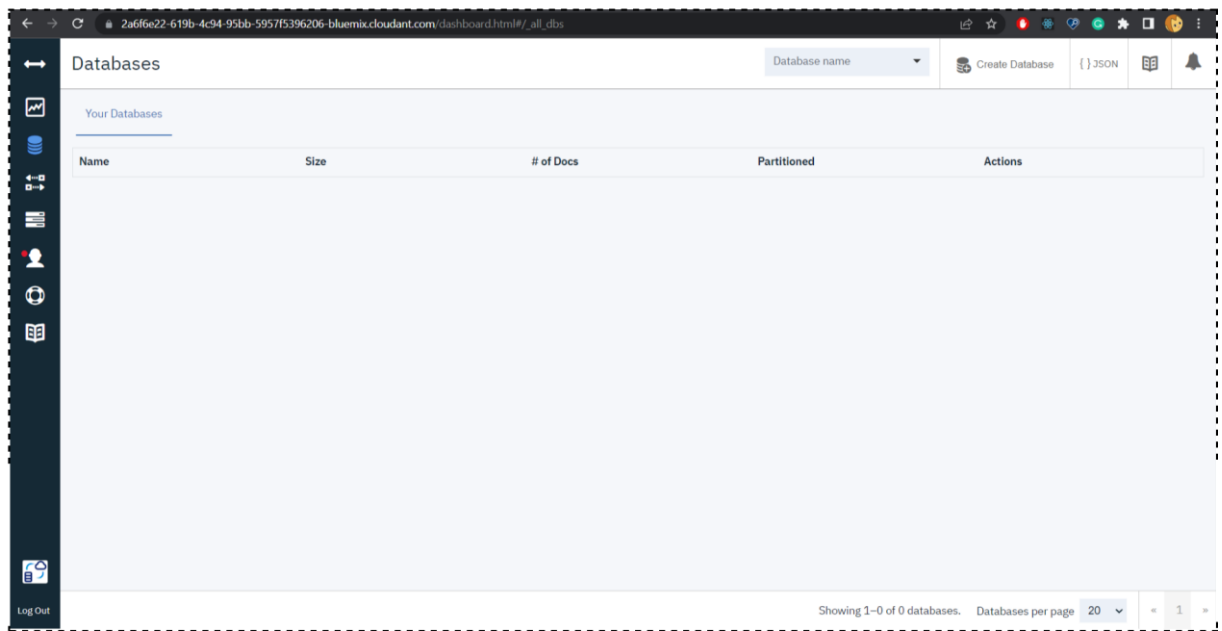 2a6f6e22-619b-4c94-95bb-5957f5396206-bluemix.cloudant.com/dashboard.html#/_all_dbs
Databases
Database name
Create Database
{ } JSON
Your Databases
Name Size # of Docs Partitioned Actions
Log Out
Showing 1–0 of 0 databases. Databases per page 20 « 1 »